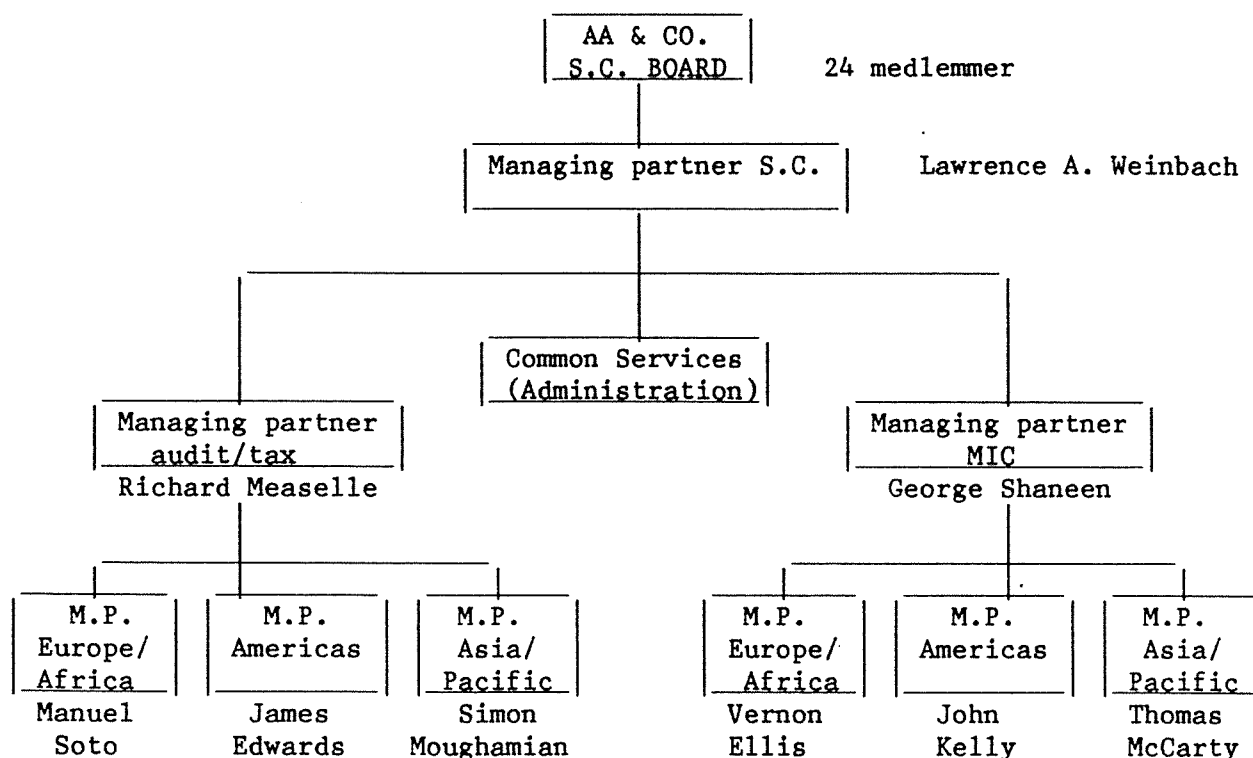 AA & CO.
S.C. BOARD
24 medlemmer
Managing partner S.C.
Lawrence A. Weinbach
Common Services
(Administration)
Managing partner
audit/tax
Richard Measelle
Managing partner
MIC
George Shaneen
M.P.
Europe/
Africa
Manuel
Soto
M.P.
Americas
James
Edwards
M.P.
Asia/
Pacific
Simon
Moughamian
M.P.
Europe/
Africa
Vernon
Ellis
M.P.
Americas
John
Kelly
M.P.
Asia/
Pacific
Thomas
McCarty